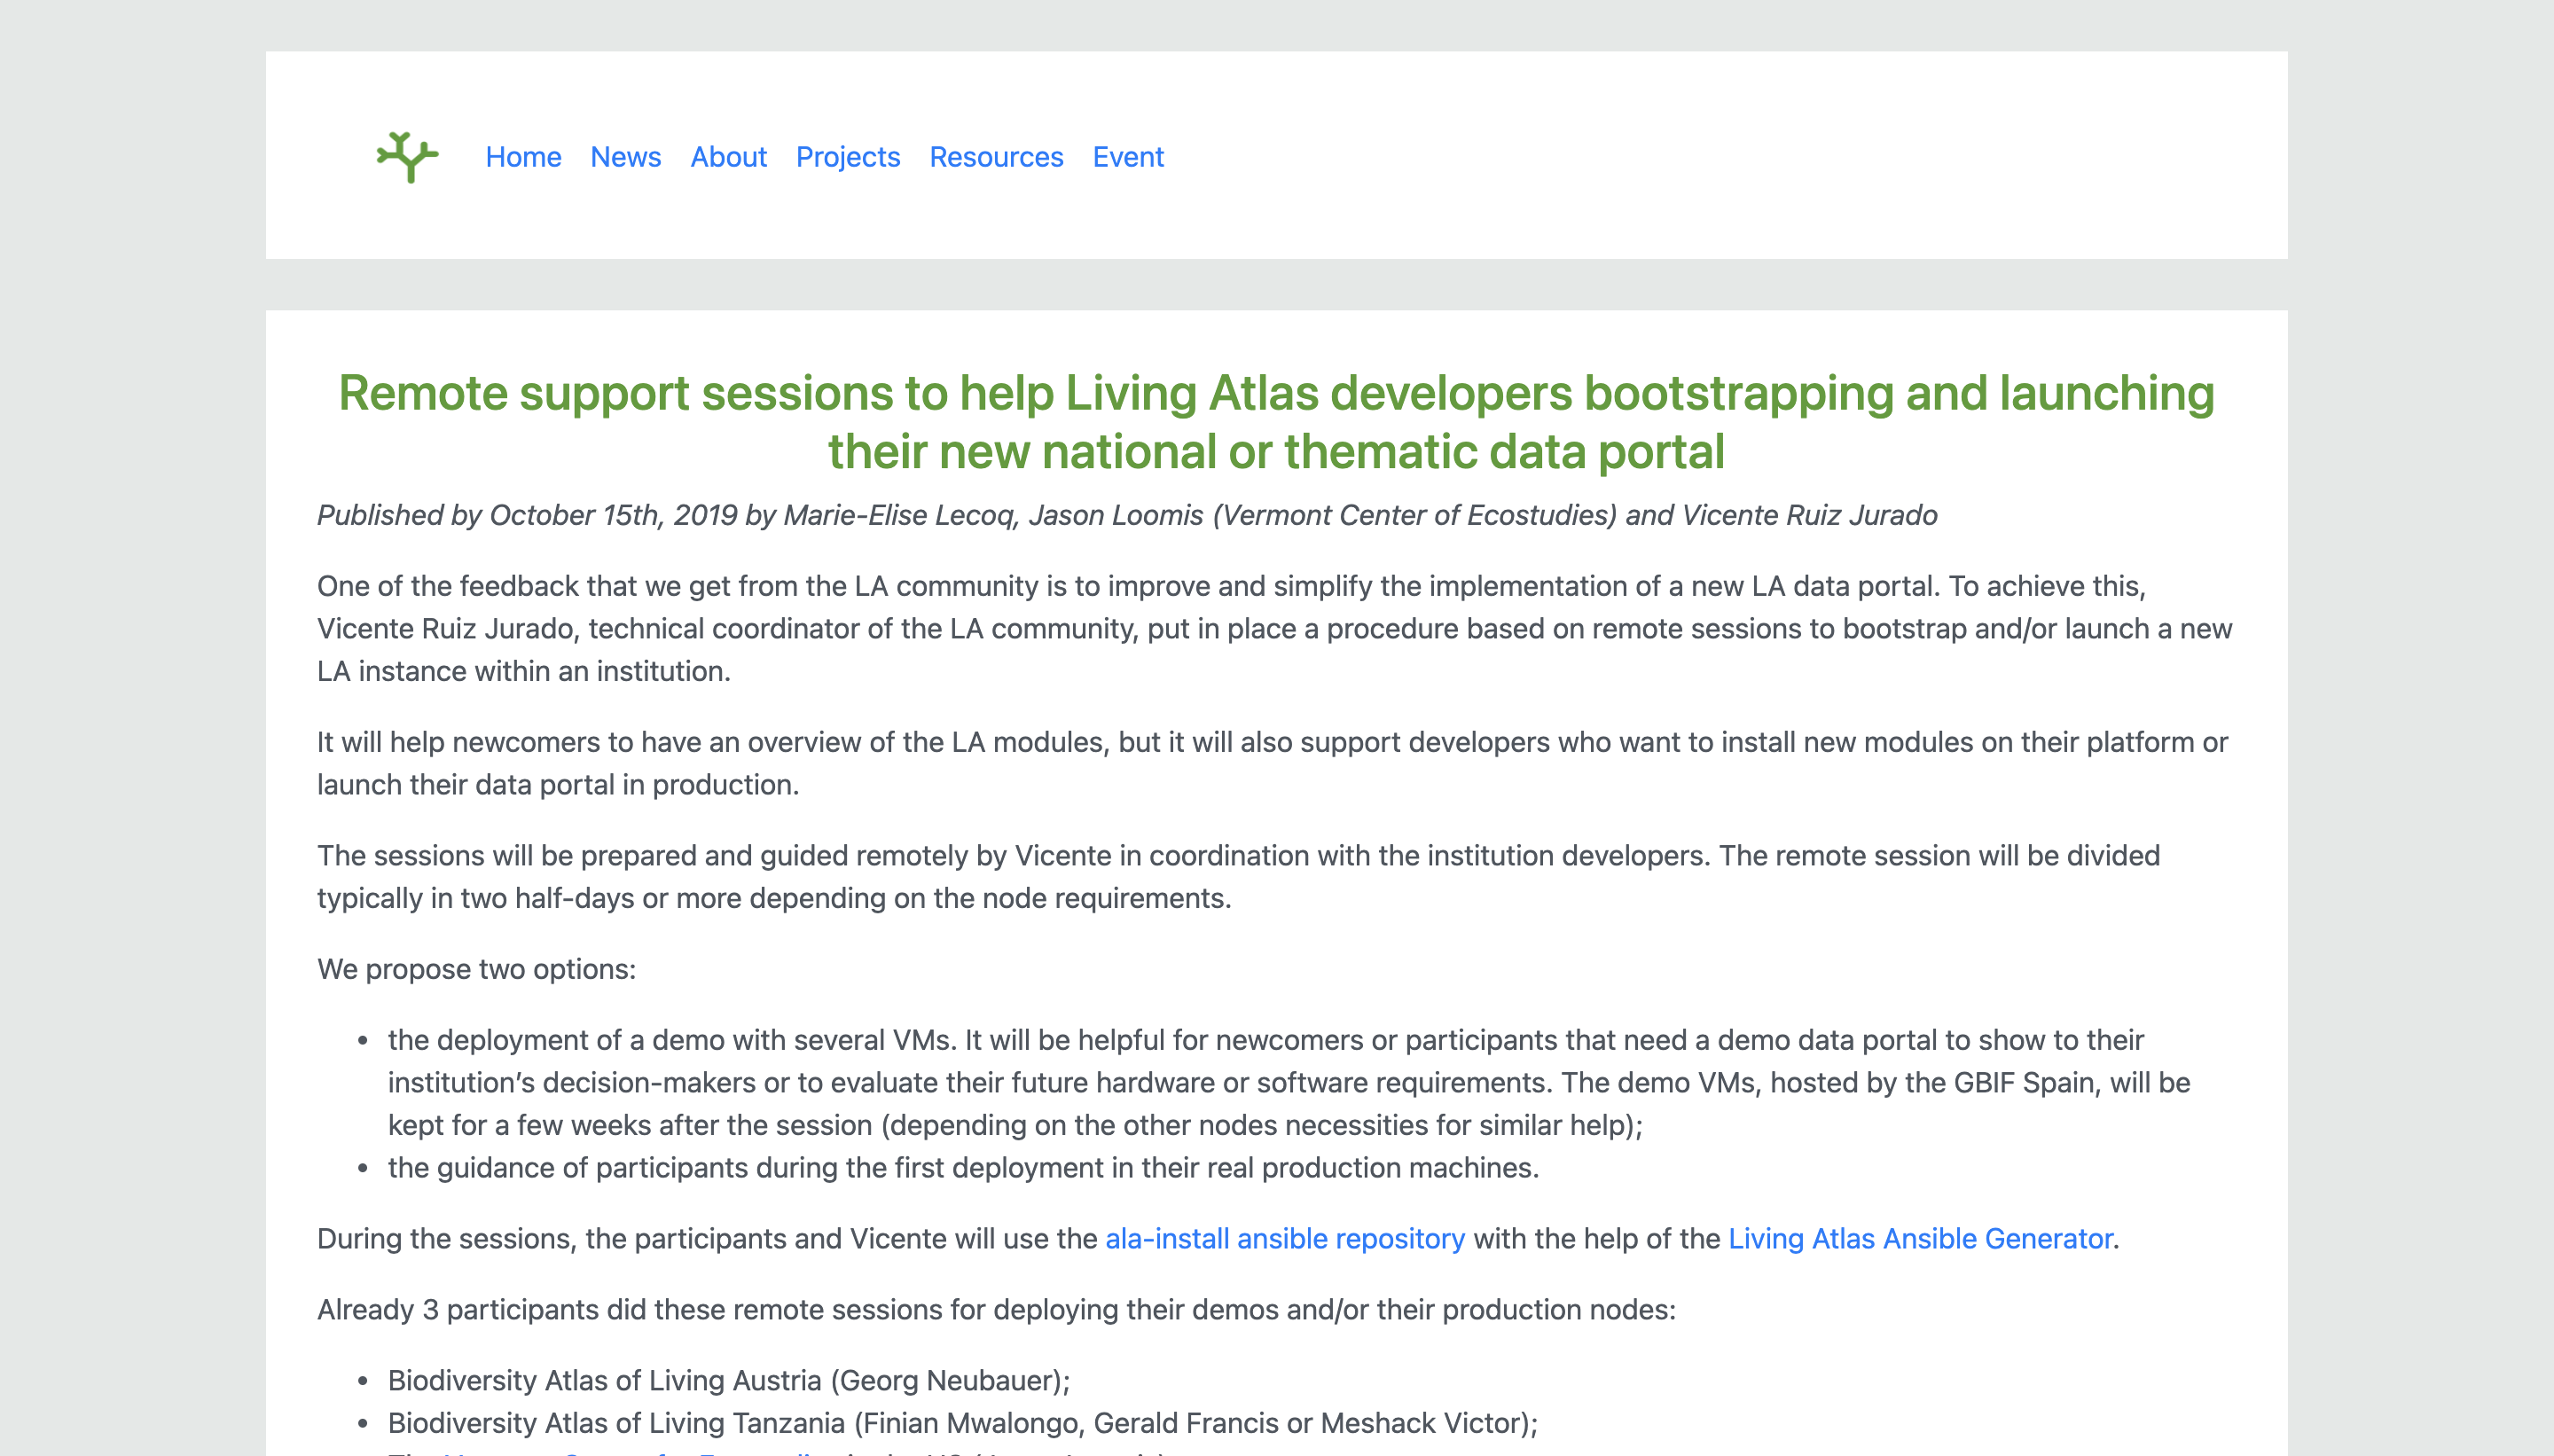 Home News About Projects Resources Event
Remote support sessions to help Living Atlas developers bootstrapping and launching
their new national or thematic data portal
Published by October 15th, 2019 by Marie-Elise Lecoq, Jason Loomis (Vermont Center of Ecostudies) and Vicente Ruiz Jurado
One of the feedback that we get from the LA community is to improve and simplify the implementation of a new LA data portal. To achieve this,
Vicente Ruiz Jurado, technical coordinator of the LA community, put in place a procedure based on remote sessions to bootstrap and/or launch a new
LA instance within an institution.
It will help newcomers to have an overview of the LA modules, but it will also support developers who want to install new modules on their platform or
launch their data portal in production.
The sessions will be prepared and guided remotely by Vicente in coordination with the institution developers. The remote session will be divided
typically in two half-days or more depending on the node requirements.
We propose two options:
• the deployment of a demo with several VMs. It will be helpful for newcomers or participants that need a demo data portal to show to their
institution’s decision-makers or to evaluate their future hardware or software requirements. The demo VMs, hosted by the GBIF Spain, will be
kept for a few weeks after the session (depending on the other nodes necessities for similar help);
• the guidance of participants during the first deployment in their real production machines.
During the sessions, the participants and Vicente will use the ala-install ansible repository with the help of the Living Atlas Ansible Generator.
Already 3 participants did these remote sessions for deploying their demos and/or their production nodes:
• Biodiversity Atlas of Living Austria (Georg Neubauer);
• Biodiversity Atlas of Living Tanzania (Finian Mwalongo, Gerald Francis or Meshack Victor);